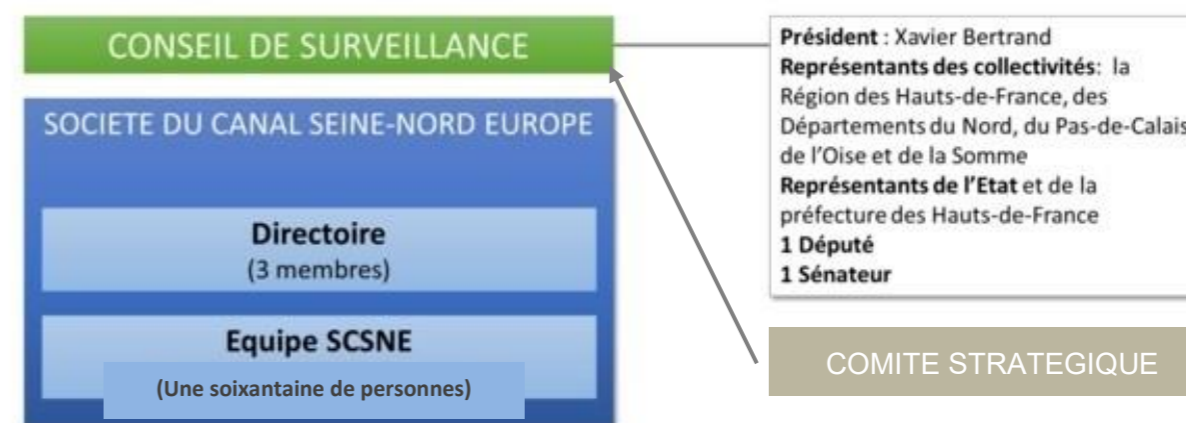 CONSEIL DE SURVEILLANCE
SOCIETE DU CANAL SEINE-NORD EUROPE
Directoire
(3 membres)
Equipe SCSNE
(Une soixantaine de personnes)
Président : Xavier Bertrand
Représentants des collectivités: la
Région des Hauts-de-France, des
Départements du Nord, du Pas-de-Calais
de l'Oise et de la Somme
Représentants de l'Etat et de la
préfecture des Hauts-de-France
1 Député
1 Sénateur
COMITE STRATEGIQUE